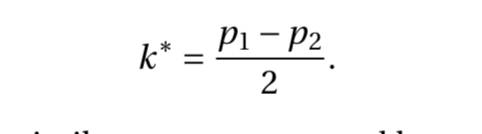 k* = (p₁ − p₂)/2.